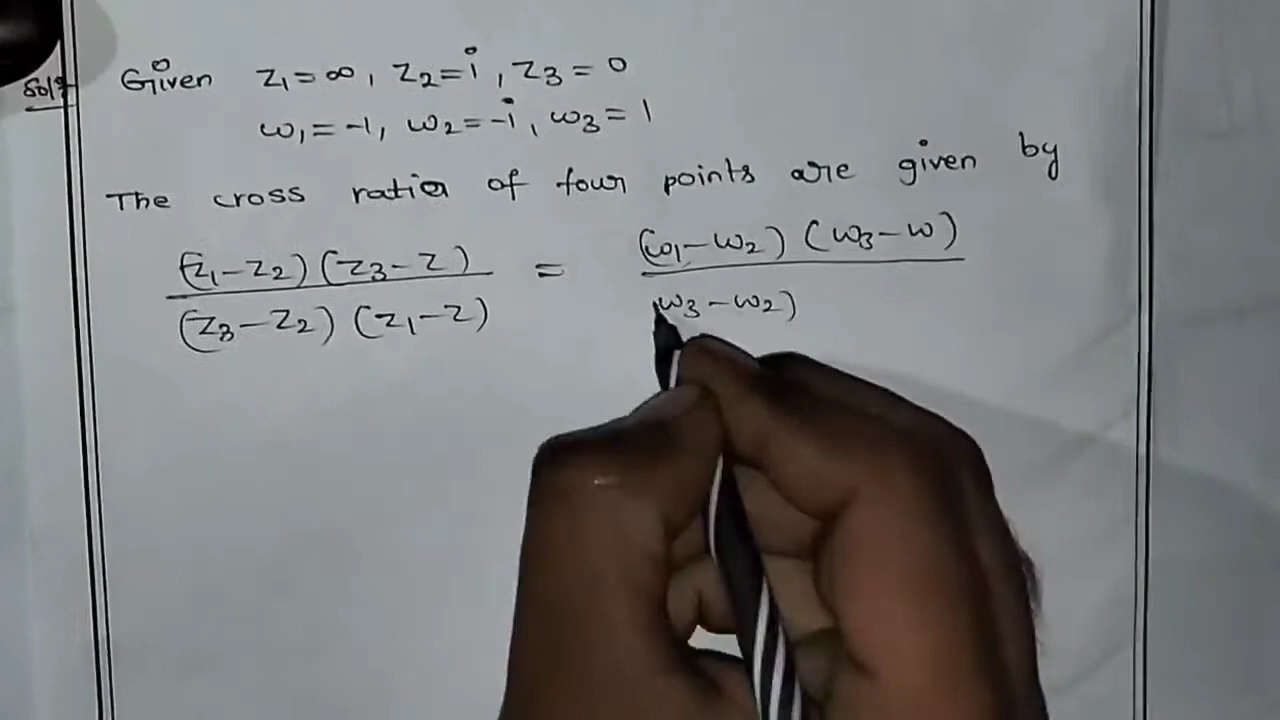 Soln Given z1 = ∞, z2 = i, z3 = 0
w1 = -1, w2 = -i, w3 = 1
The cross ratio of four points are given by
(z1 - z2) (z3 - z) / (z3 - z2) (z1 - z) = (w1 - w2) (w3 - w) / (w3 - w2)